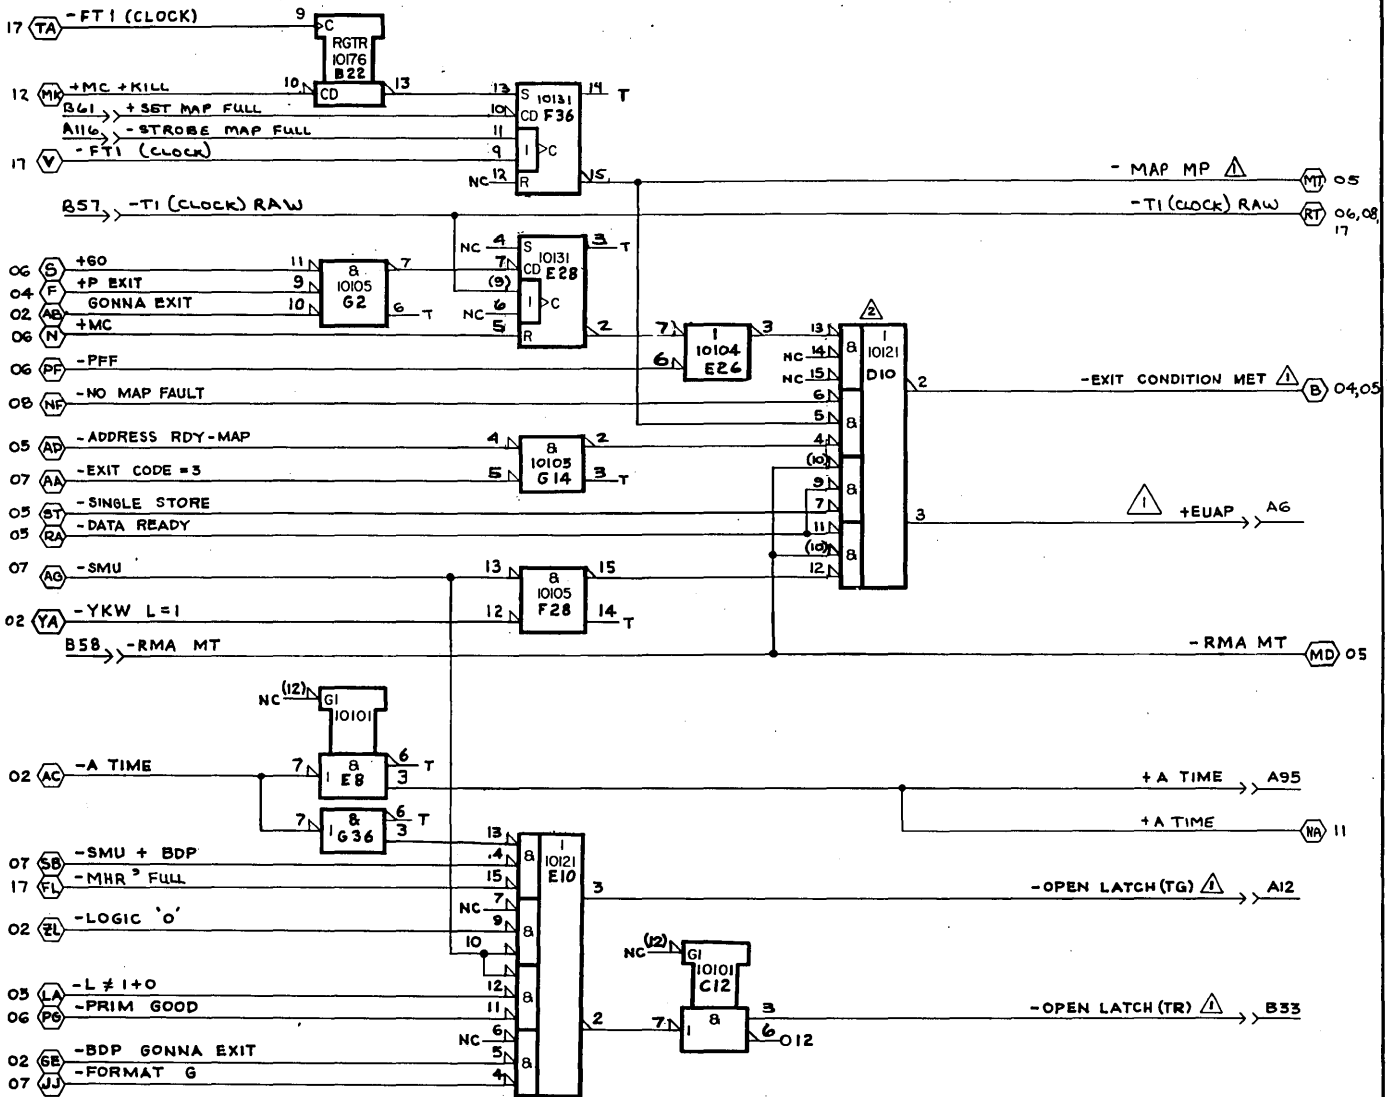 17 TA -FT1 (CLOCK) 9
C
RGTR
10176
B22
12 MK +MC +KILL 10 CD 13
13 S 10131 14 T
B61 + SET MAP FULL 10 CD F36
A116 - STROBE MAP FULL 11
17 V -FT1 (CLOCK) 9 1 C
NC 12 R 15
- MAP MP 1 MT 05
B57 -T1 (CLOCK) RAW
-T1 (CLOCK) RAW RT 06,08,
17
NC 4 S 10131 3 T
7 CD E28
(9) 1 C
NC 6
5 R 2
06 S +GO 11 & 7
04 F +P EXIT 9 10105
02 AB GONNA EXIT 10 G2 6 T
06 N +MC
06 PF -PFF
7 1 3
10104
6 E26
2
13 & 1
NC 14 10121
NC 15 D10
6 2
-EXIT CONDITION MET 1 B 04,05
08 NF -NO MAP FAULT
5 &
4
05 AD -ADDRESS RDY-MAP 4 & 2
10103
07 AA -EXIT CODE = 3 5 G14 3 T
(10)
9 &
05 ST -SINGLE STORE 7
05 RA -DATA READY 11
3 1 +EUAP A6
(10) &
12
07 AG -SMU 13 & 15
10105
02 YA -YKW L=1 12 F28 14 T
B58 -RMA MT
-RMA MT MD 05
NC (12) G1
10101
02 AC -A TIME 7 1 & 6 T
E8 3
+A TIME A95
+A TIME NA 11
7 1 & 6 T
G36 3
13 & 1
07 SB -SMU + BDP 14 10121
17 FL -MHR² FULL 15 E10
3 -OPEN LATCH (TG) 1 A12
NC 7
02 ZL -LOGIC '0' 9 &
10
NC (12) G1
10101
C12
03 LA -L ≠ 1+0 12 &
06 PG -PRIM GOOD 11
2 7 1 & 3
-OPEN LATCH (TR) 1 B33
6 O12
NC 6
02 GE -BDP GONNA EXIT 5 &
07 JJ -FORMAT G 4